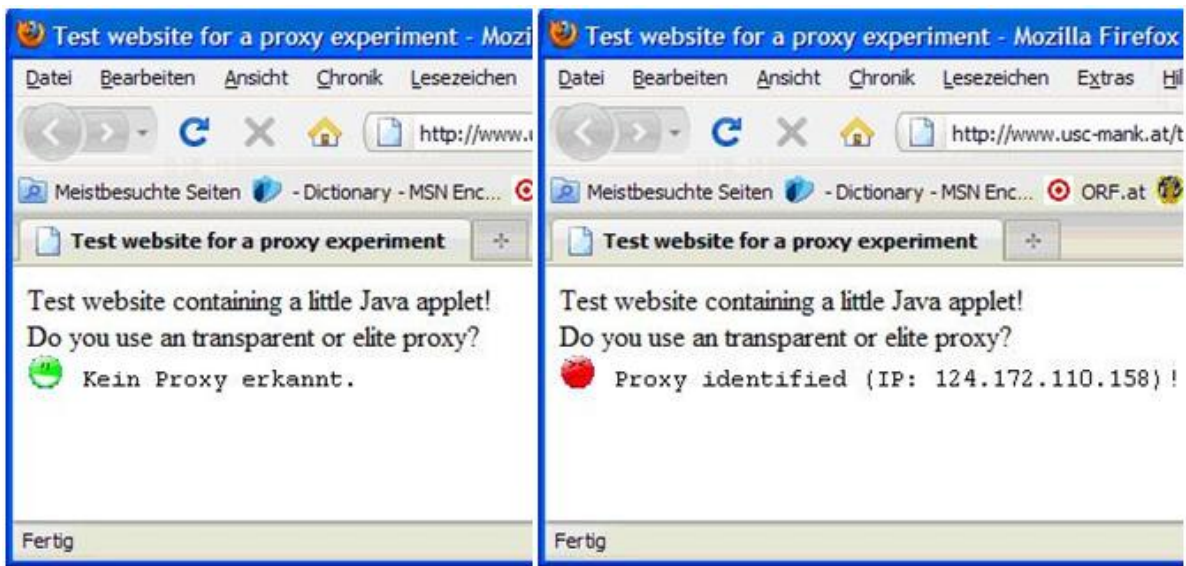 Test website for a proxy experiment - Mozi
Datei Bearbeiten Ansicht Chronik Lesezeichen
http://www.u
Meistbesuchte Seiten - Dictionary - MSN Enc...
Test website for a proxy experiment
Test website containing a little Java applet!
Do you use an transparent or elite proxy?
Kein Proxy erkannt.
Fertig
Test website for a proxy experiment - Mozilla Firefox
Datei Bearbeiten Ansicht Chronik Lesezeichen Extras Hil
http://www.usc-mank.at/t
Meistbesuchte Seiten - Dictionary - MSN Enc... ORF.at
Test website for a proxy experiment
Test website containing a little Java applet!
Do you use an transparent or elite proxy?
Proxy identified (IP: 124.172.110.158)!
Fertig